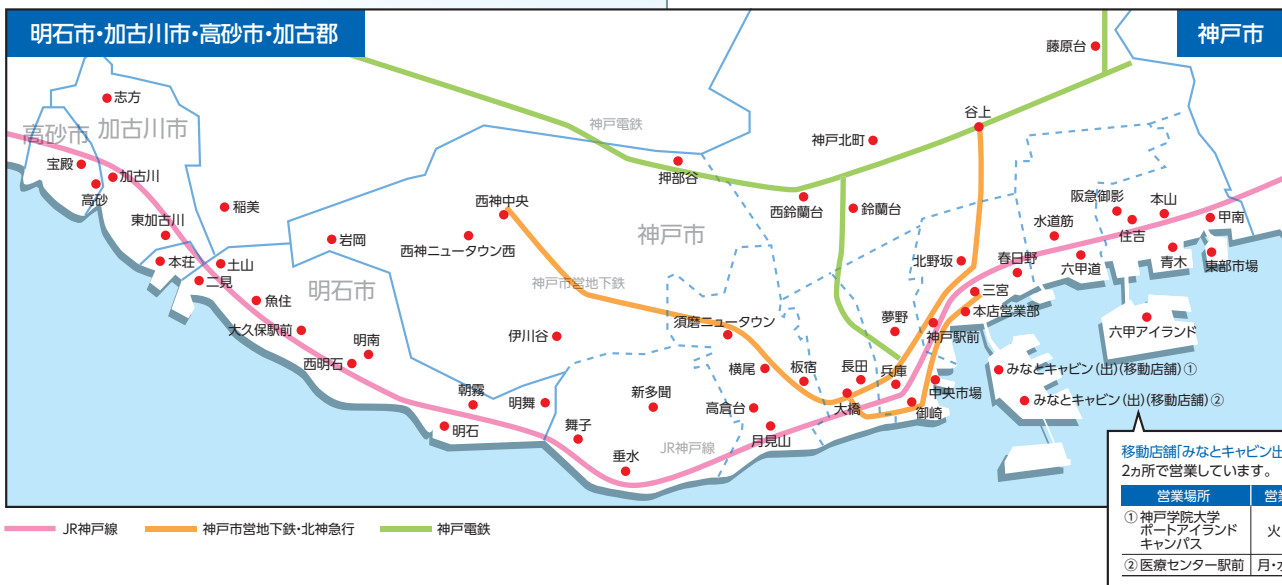 明石市・加古川市・高砂市・加古郡
神戸市
藤原台
志方
高砂市
加古川市
神戸電鉄
谷上
神戸北町
宝殿
加古川
高砂
押部谷
西鈴蘭台
鈴蘭台
稲美
西神中央
阪急御影
本山
東加古川
岩岡
西神ニュータウン西
神戸市
水道筋
住吉
甲南
本荘
土山
北野坂
春日野
六甲道
青木
東部市場
二見
明石市
神戸市営地下鉄
三宮
魚住
本店営業部
大久保駅前
伊川谷
須磨ニュータウン
夢野
神戸駅前
六甲アイランド
明南
西明石
横尾
板宿
長田
兵庫
みなとキャビン(出)(移動店舗)①
朝霧
明舞
新多聞
高倉台
大橋
御崎
中央市場
みなとキャビン(出)(移動店舗)②
明石
舞子
月見山
垂水
JR神戸線
移動店舗「みなとキャビン出
2ヵ所で営業しています。
営業場所
営業
①神戸学院大学
ポートアイランド
キャンパス
火
②医療センター駅前
月・水
JR神戸線
神戸市営地下鉄・北神急行
神戸電鉄